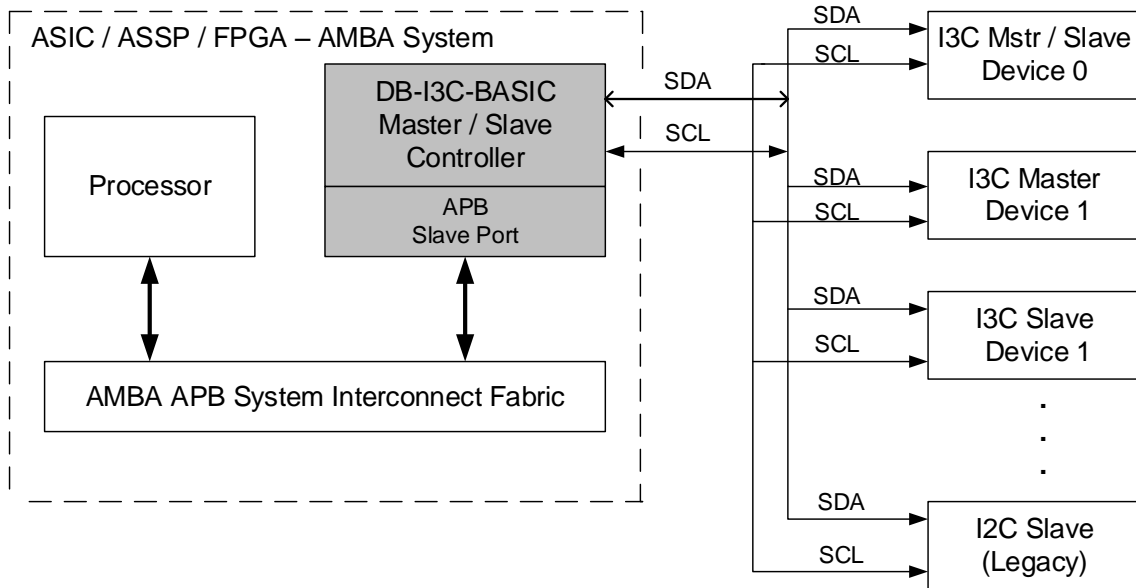 ASIC / ASSP / FPGA – AMBA System
DB-I3C-BASIC
Master / Slave
Controller
APB
Slave Port
Processor
AMBA APB System Interconnect Fabric
SDA
SCL
SDA
SCL
I3C Mstr / Slave
Device 0
SDA
SCL
I3C Master
Device 1
SDA
SCL
I3C Slave
Device 1
.
.
.
SDA
SCL
I2C Slave
(Legacy)